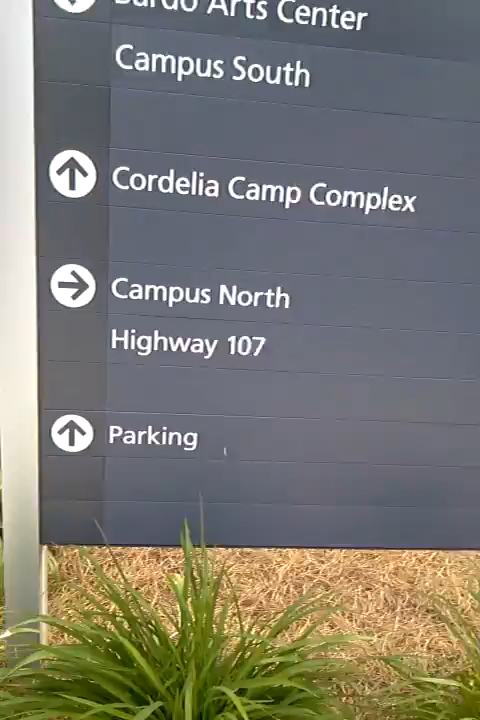 Bardo Arts Center
Campus South
Cordelia Camp Complex
Campus North
Highway 107
Parking